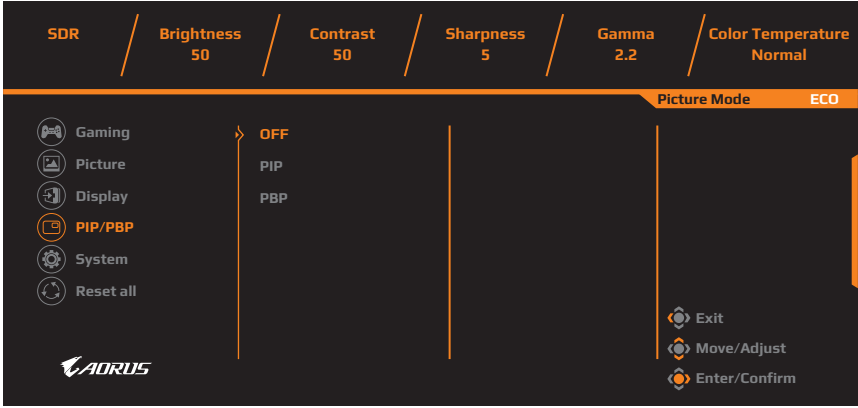 SDR
Brightness
50
Contrast
50
Sharpness
5
Gamma
2.2
Color Temperature
Normal
Picture Mode ECO
Gaming
Picture
Display
PIP/PBP
System
Reset all
OFF
PIP
PBP
Exit
Move/Adjust
Enter/Confirm
AORUS